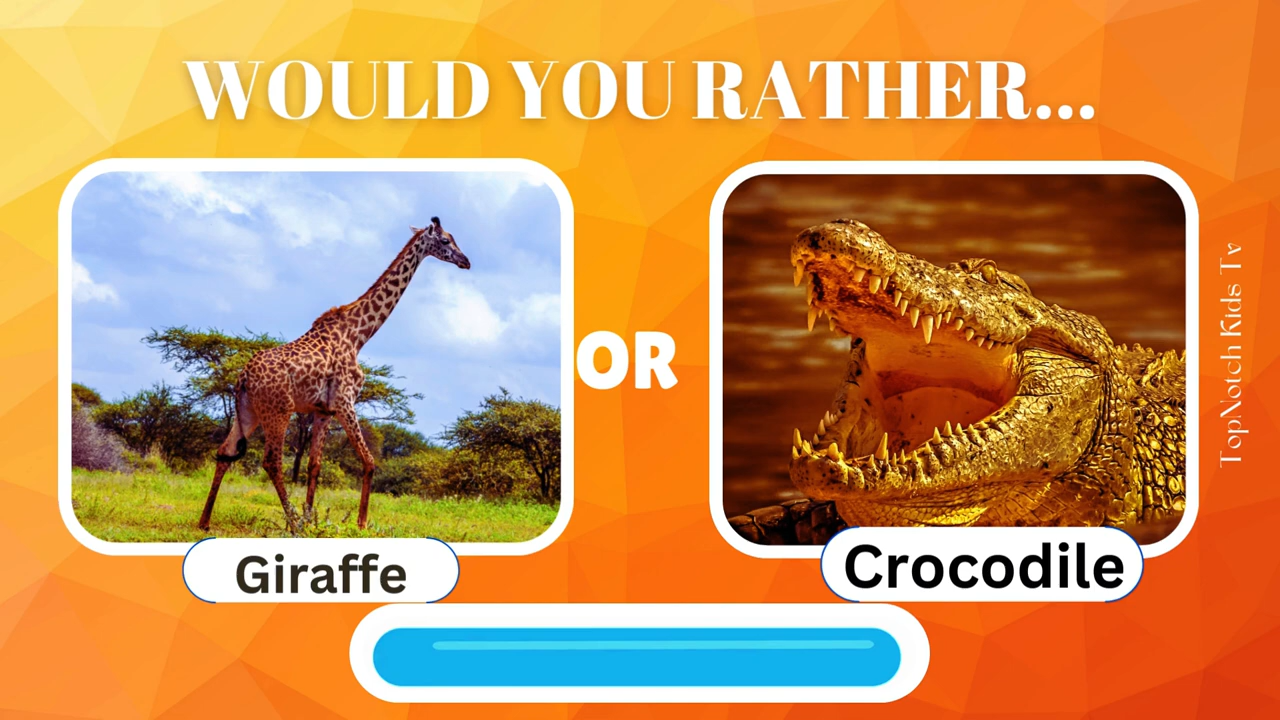 WOULD YOU RATHER...
OR
TopNotch Kids Tv
Giraffe
Crocodile